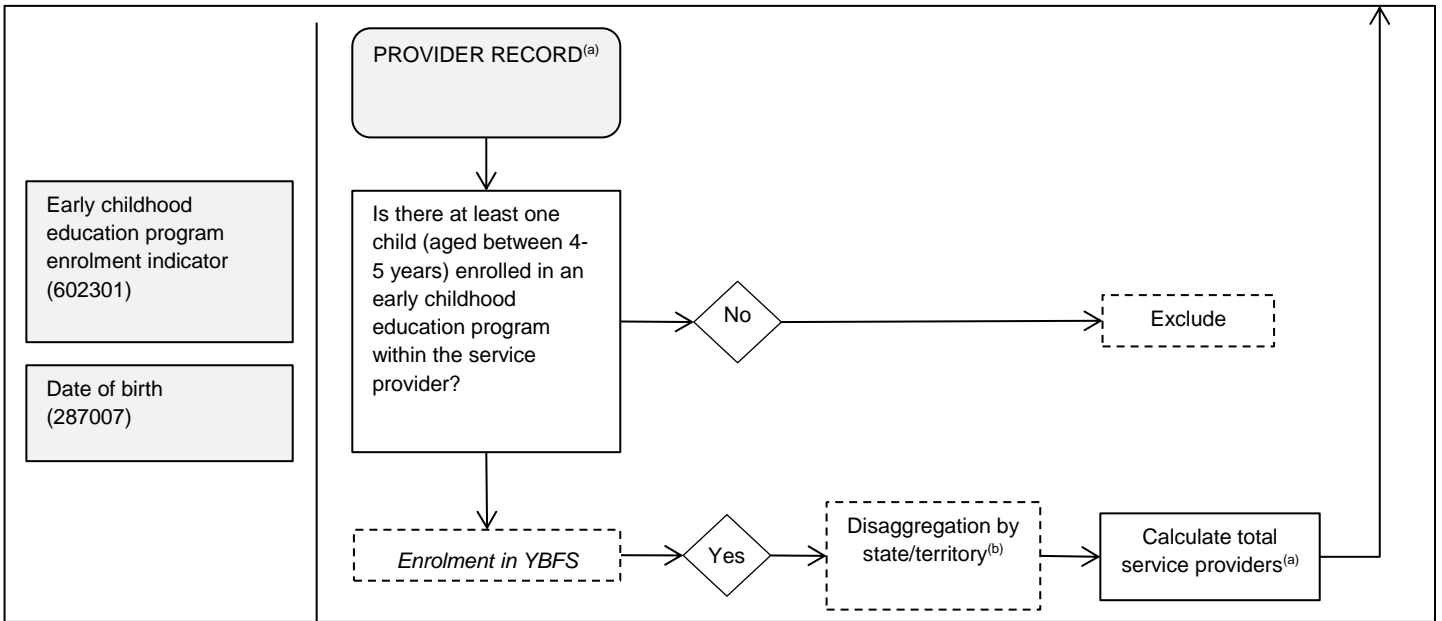 PROVIDER RECORD(a)
Early childhood
education program
enrolment indicator
(602301)
Date of birth
(287007)
Is there at least one
child (aged between 4-
5 years) enrolled in an
early childhood
education program
within the service
provider?
No
Exclude
Enrolment in YBFS
Yes
Disaggregation by
state/territory(b)
Calculate total
service providers(a)